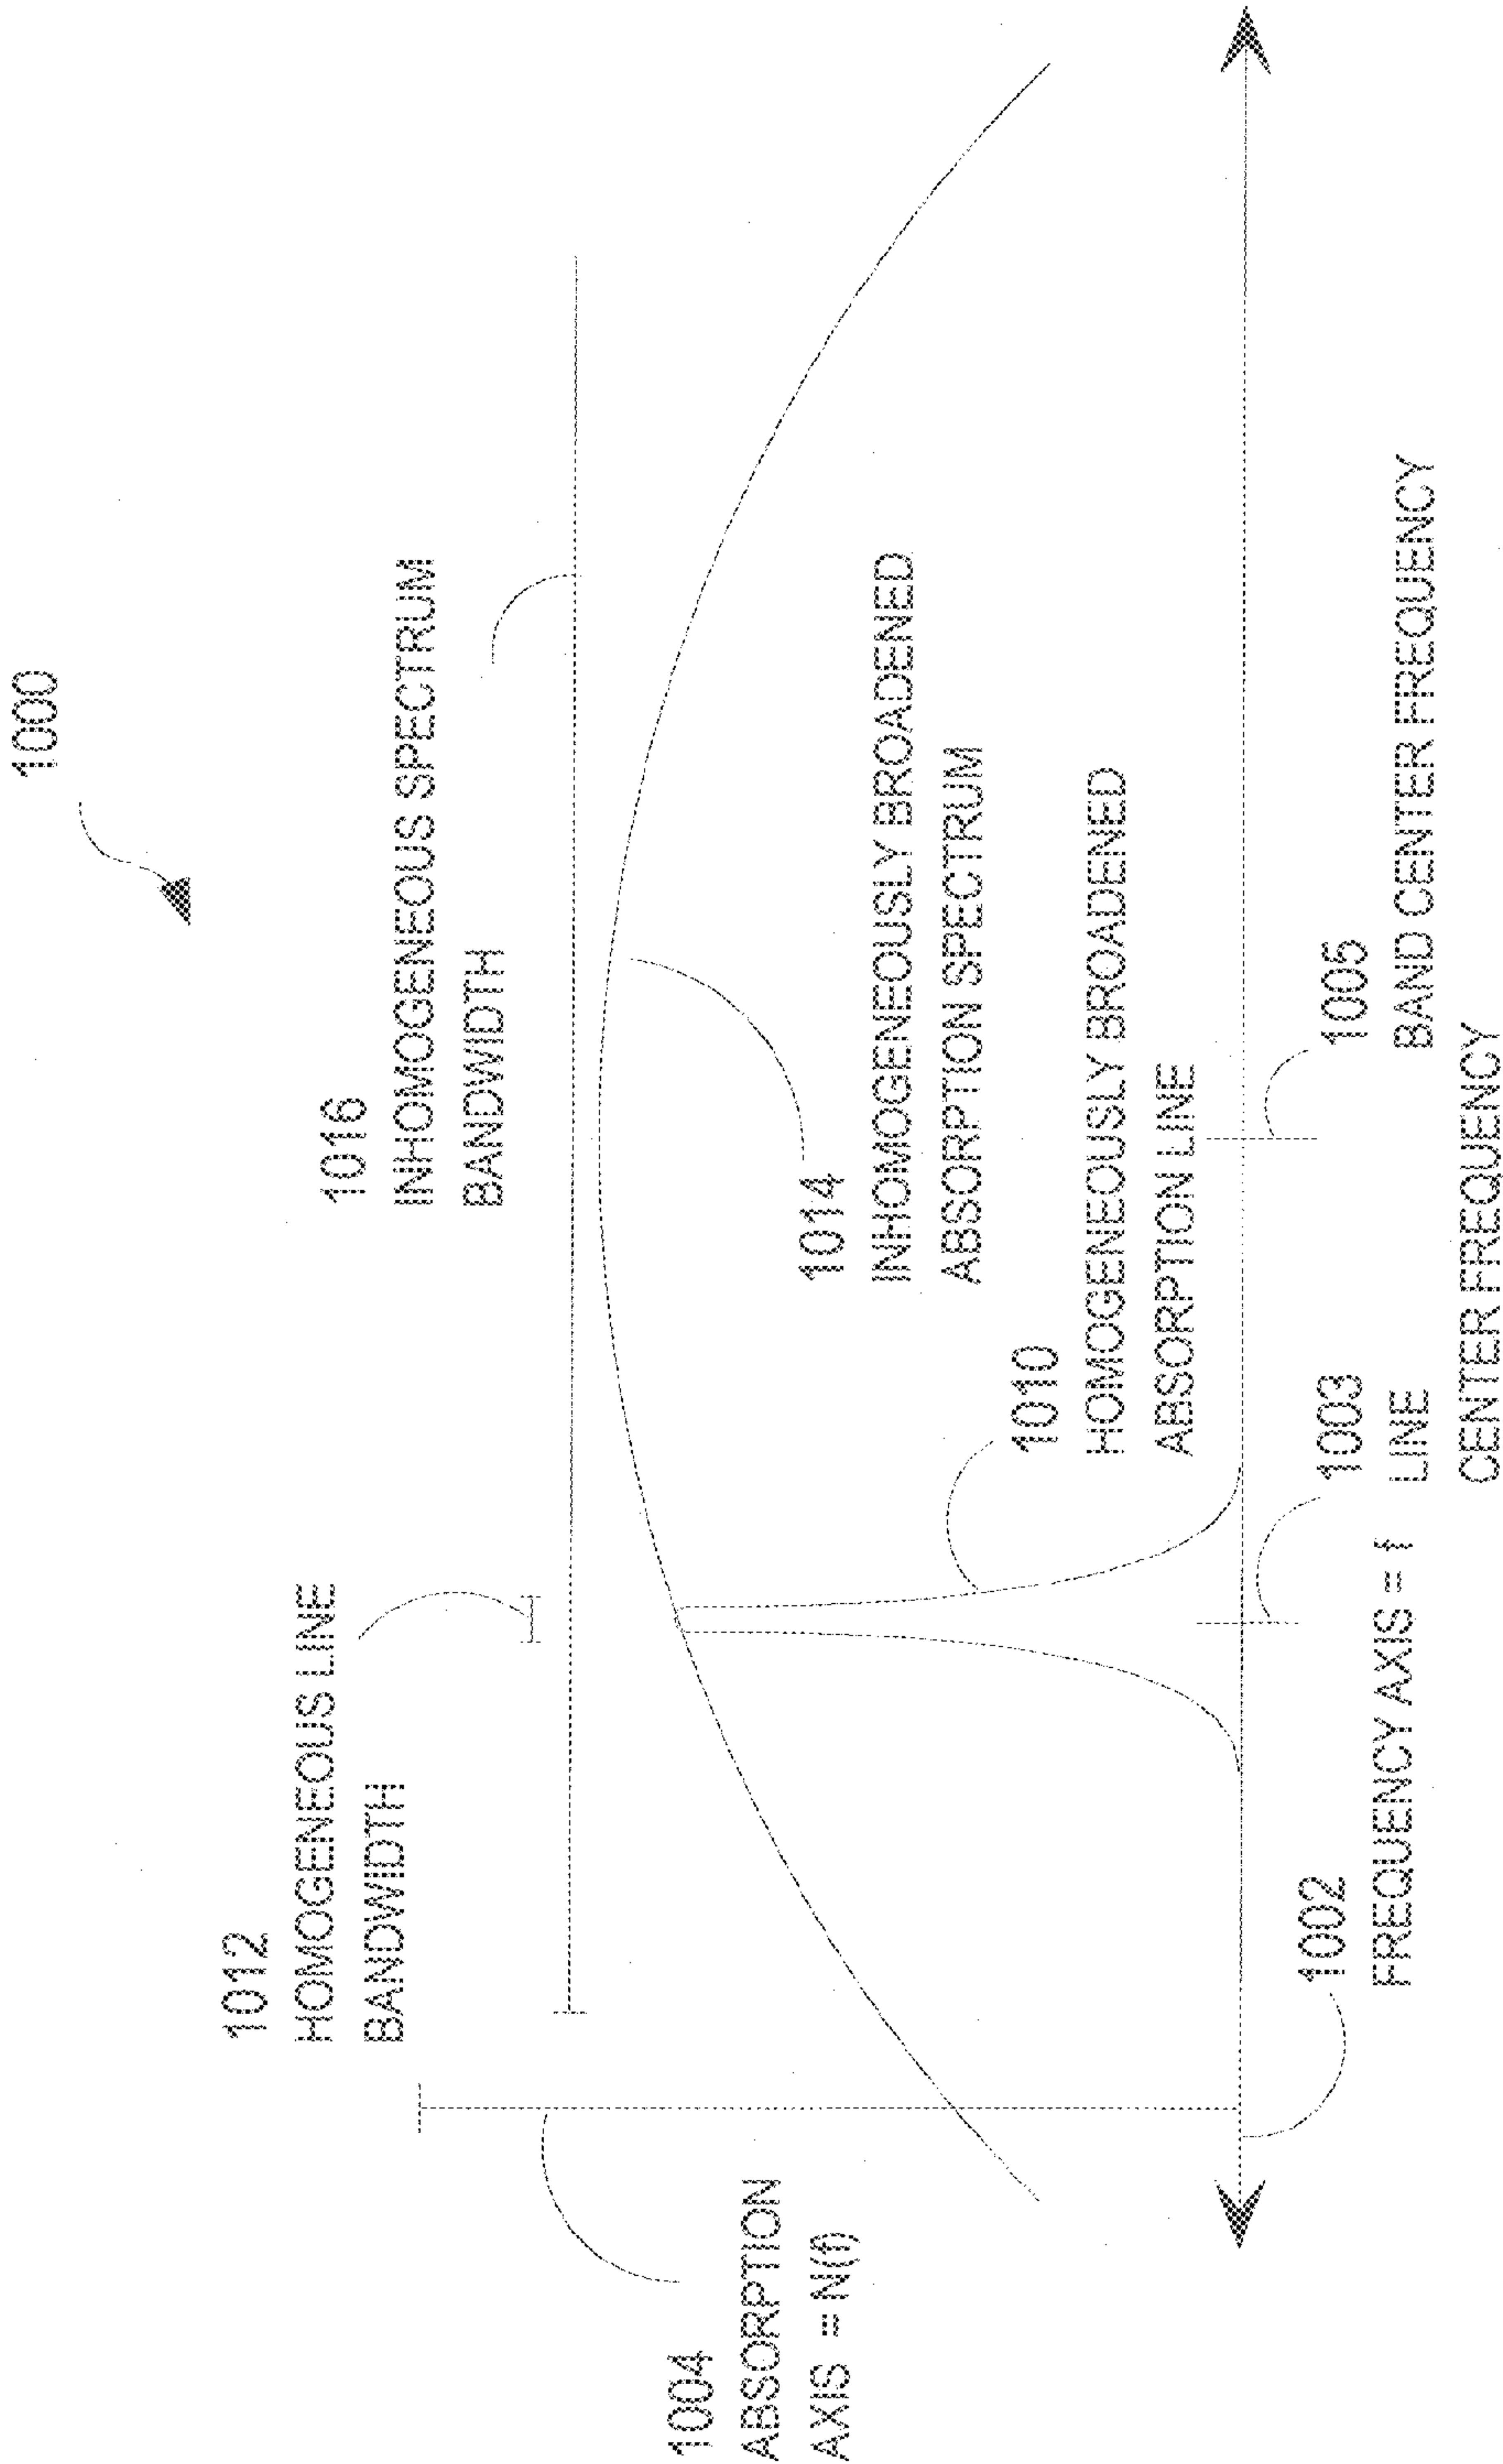 1000
1016
INHOMOGENEOUS SPECTRUM
BANDWIDTH
1012
HOMOGENEOUS LINE
BANDWIDTH
1004
ABSORPTION
AXIS = N(f)
1014
INHOMOGENEOUSLY BROADENED
ABSORPTION SPECTRUM
1010
HOMOGENEOUSLY BROADENED
ABSORPTION LINE
1002
FREQUENCY AXIS = f
1003
LINE
CENTER FREQUENCY
1005
BAND CENTER FREQUENCY